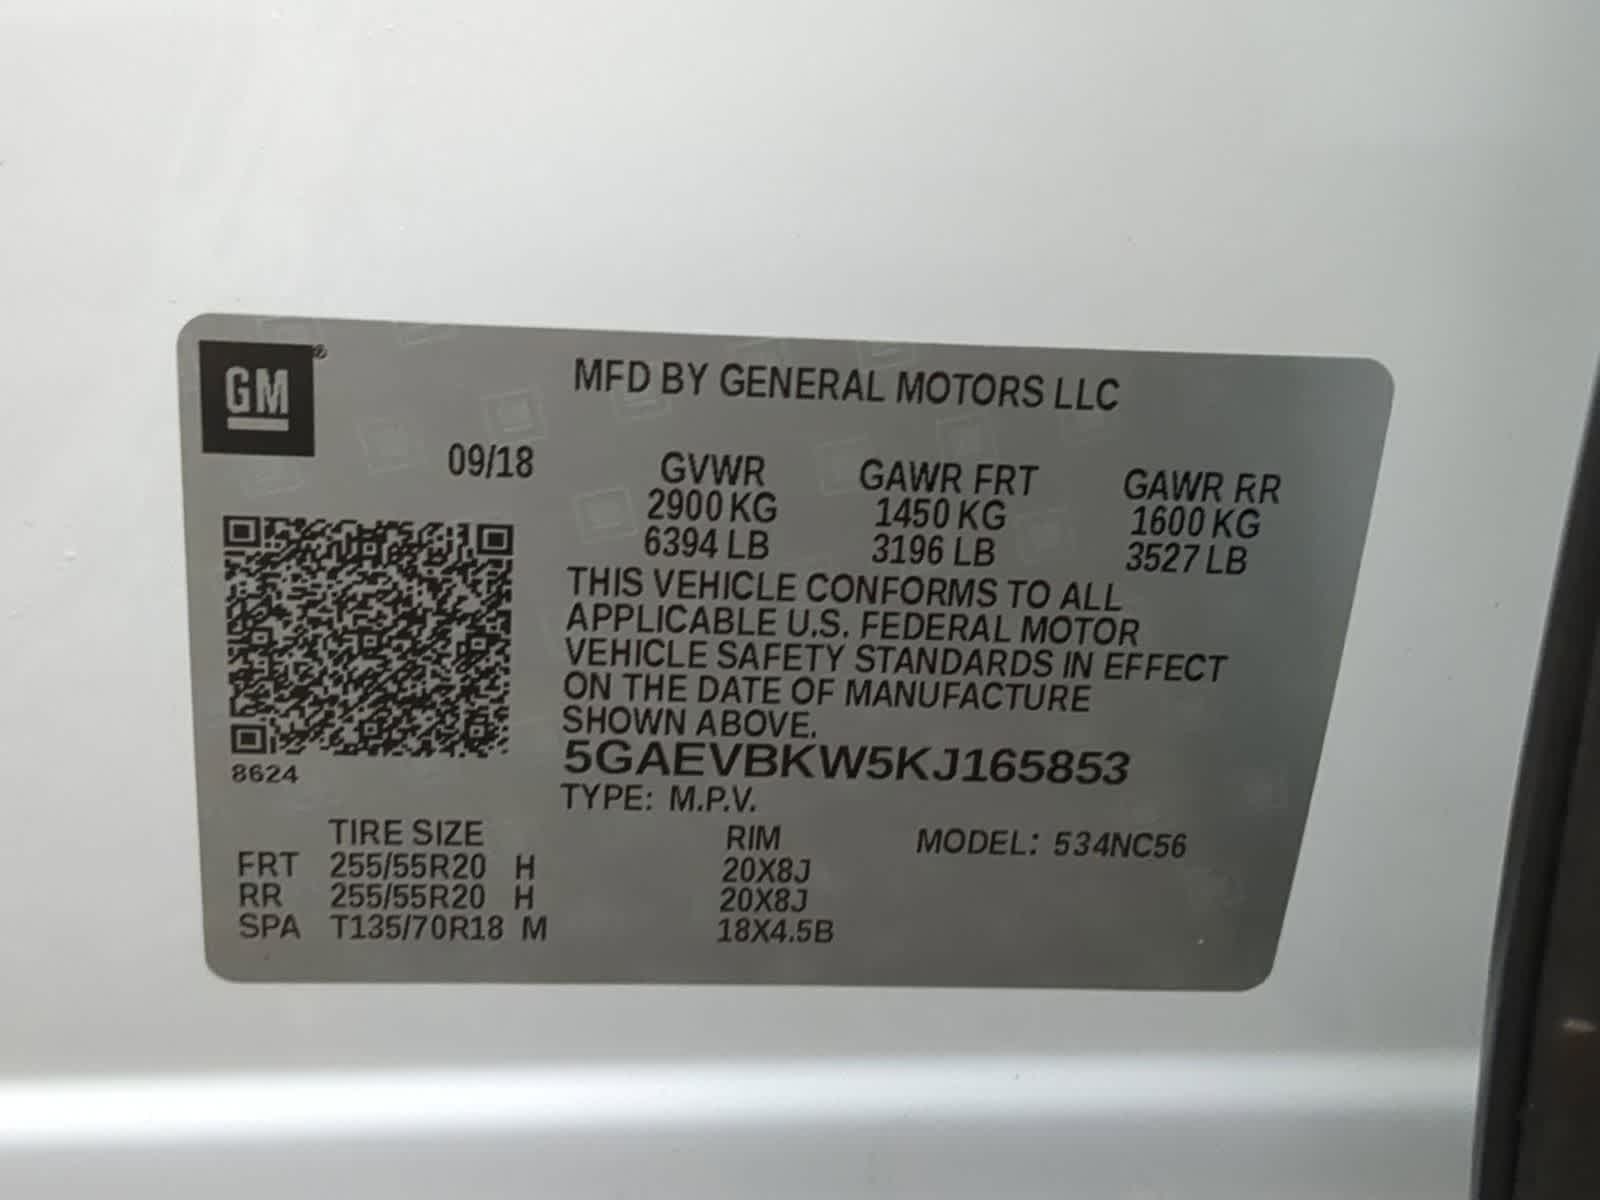 GM®
MFD BY GENERAL MOTORS LLC
09/18
GVWR GAWR FRT GAWR RR
2900 KG 1450 KG 1600 KG
6394 LB 3196 LB 3527 LB
THIS VEHICLE CONFORMS TO ALL
APPLICABLE U.S. FEDERAL MOTOR
VEHICLE SAFETY STANDARDS IN EFFECT
ON THE DATE OF MANUFACTURE
SHOWN ABOVE.
5GAEVBKW5KJ165853
8624
TYPE: M.P.V.
TIRE SIZE RIM MODEL: 534NC56
FRT 255/55R20 H 20X8J
RR 255/55R20 H 20X8J
SPA T135/70R18 M 18X4.5B